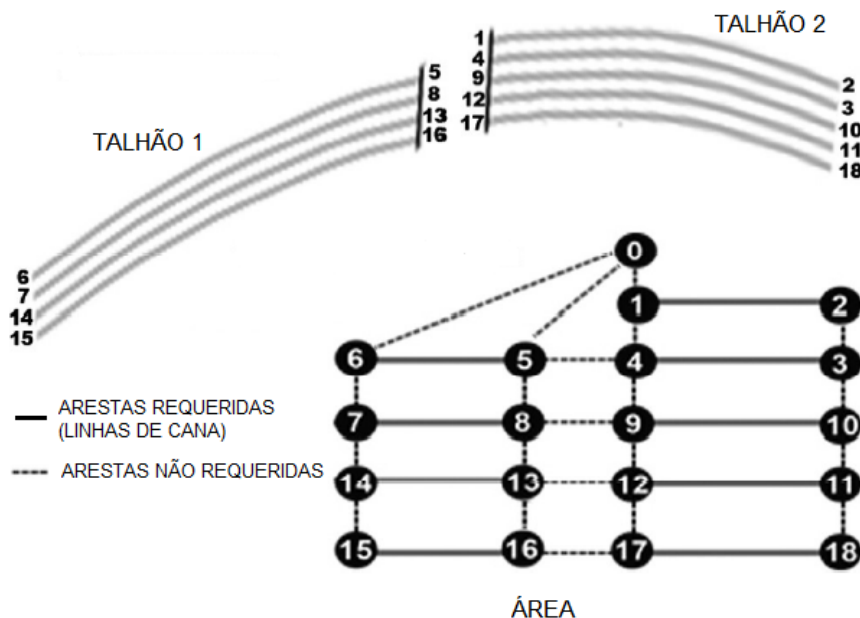 TALHÃO 2
TALHÃO 1
1
4
9
12
17
2
3
10
11
18
5
8
13
16
6
7
14
15
0
1 2
6 5 4 3
7 8 9 10
14 13 12 11
15 16 17 18
ARESTAS REQUERIDAS
(LINHAS DE CANA)
ARESTAS NÃO REQUERIDAS
ÁREA